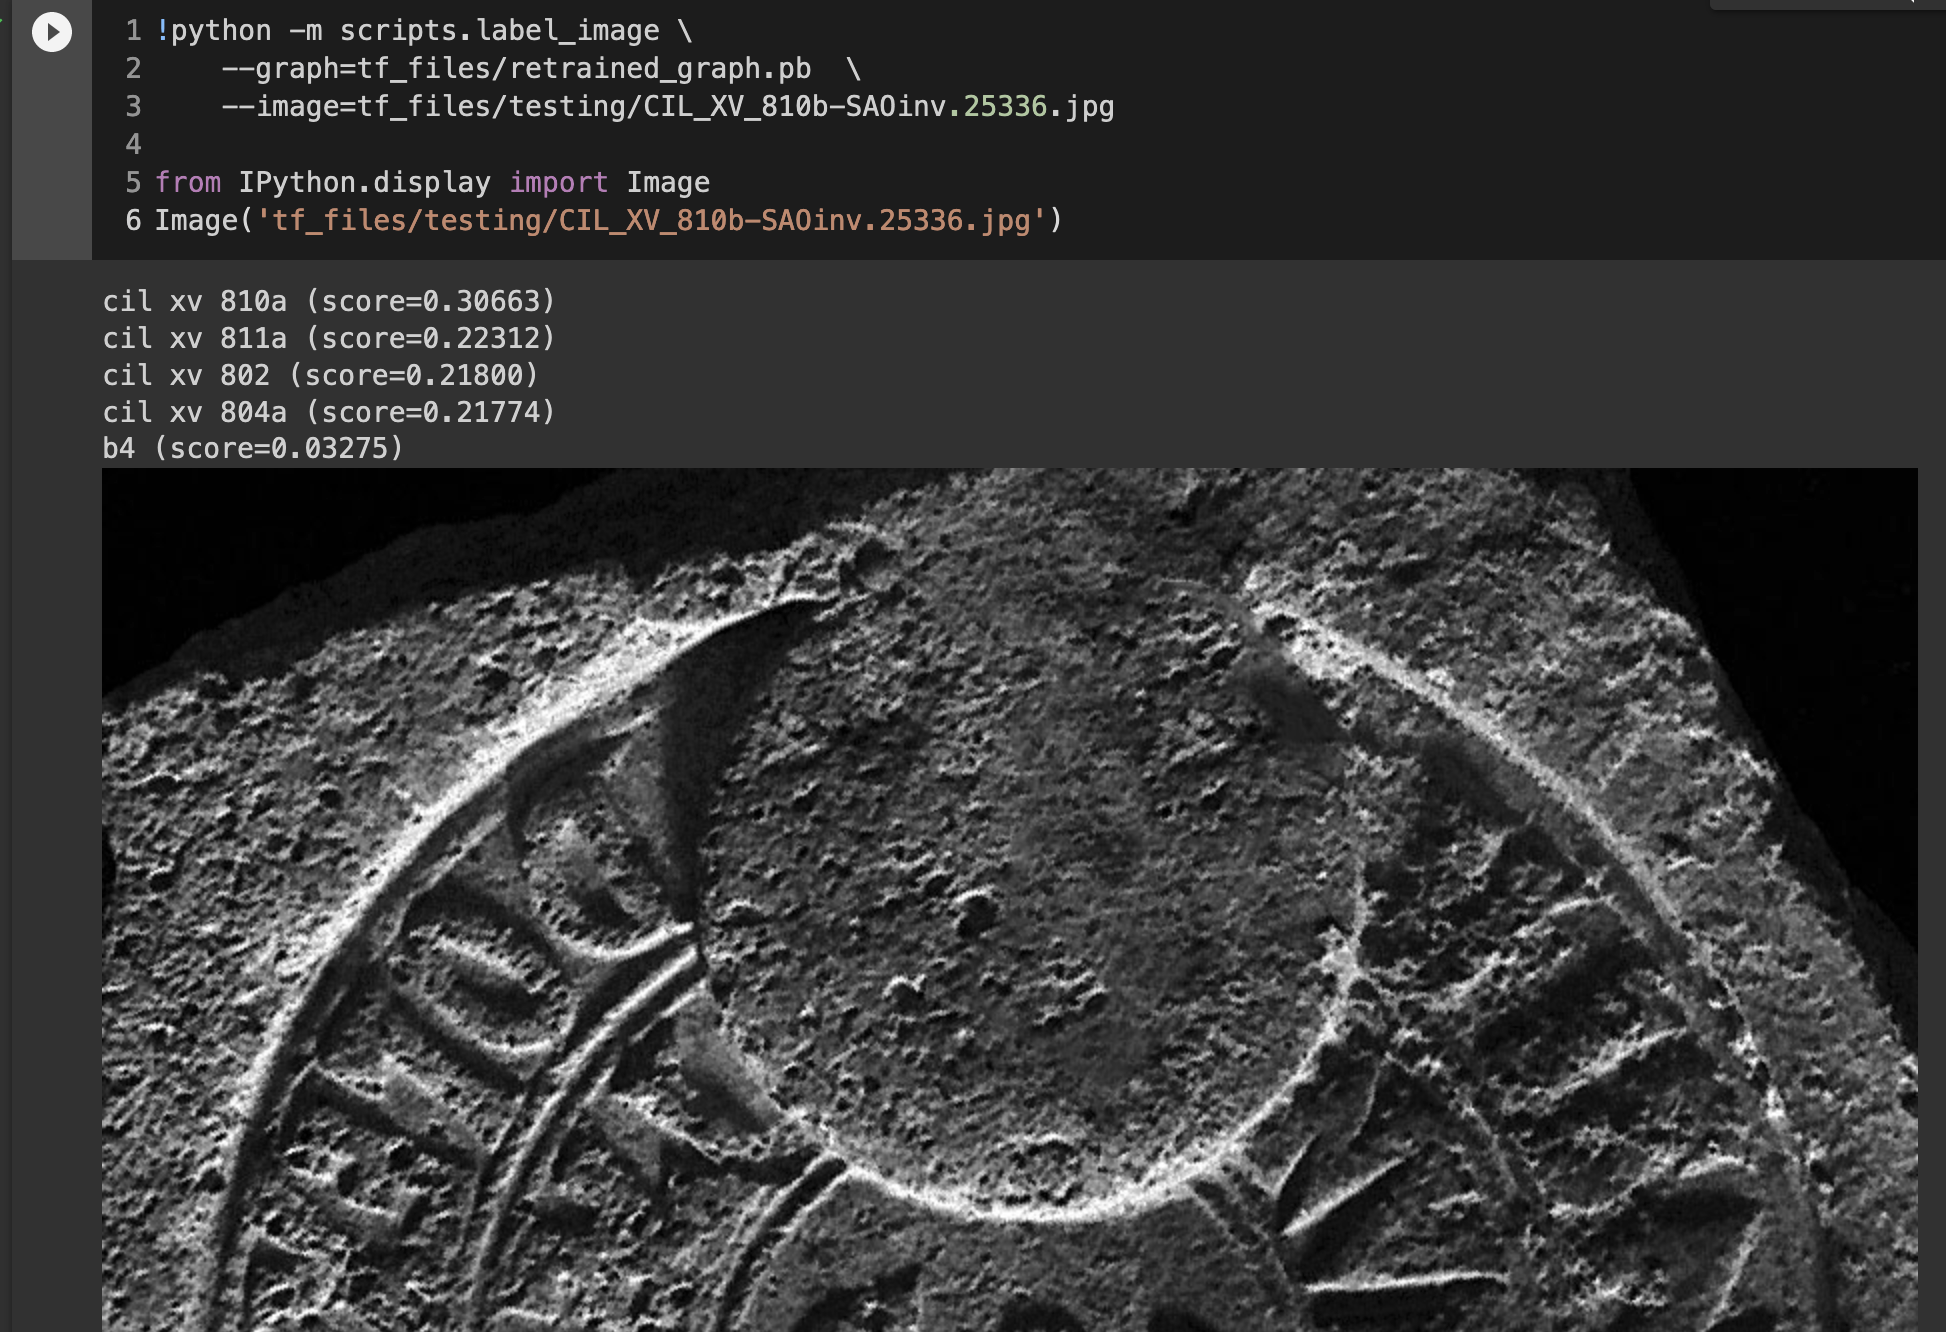 1 !python -m scripts.label_image \
2 --graph=tf_files/retrained_graph.pb \
3 --image=tf_files/testing/CIL_XV_810b-SAOinv.25336.jpg
4
5 from IPython.display import Image
6 Image('tf_files/testing/CIL_XV_810b-SAOinv.25336.jpg')
cil xv 810a (score=0.30663)
cil xv 811a (score=0.22312)
cil xv 802 (score=0.21800)
cil xv 804a (score=0.21774)
b4 (score=0.03275)